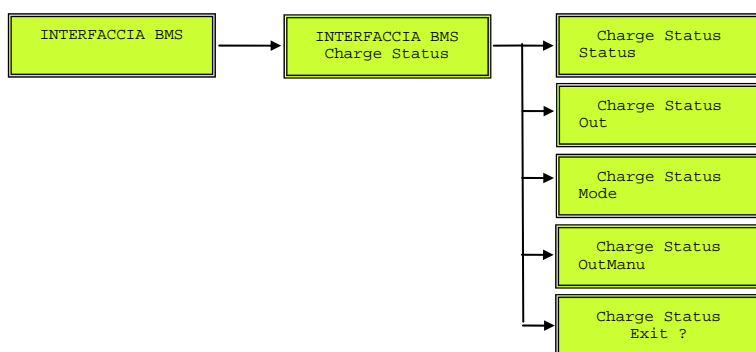 INTERFACCIA BMS
INTERFACCIA BMS
Charge Status
Charge Status
Status
Charge Status
Out
Charge Status
Mode
Charge Status
OutManu
Charge Status
Exit ?